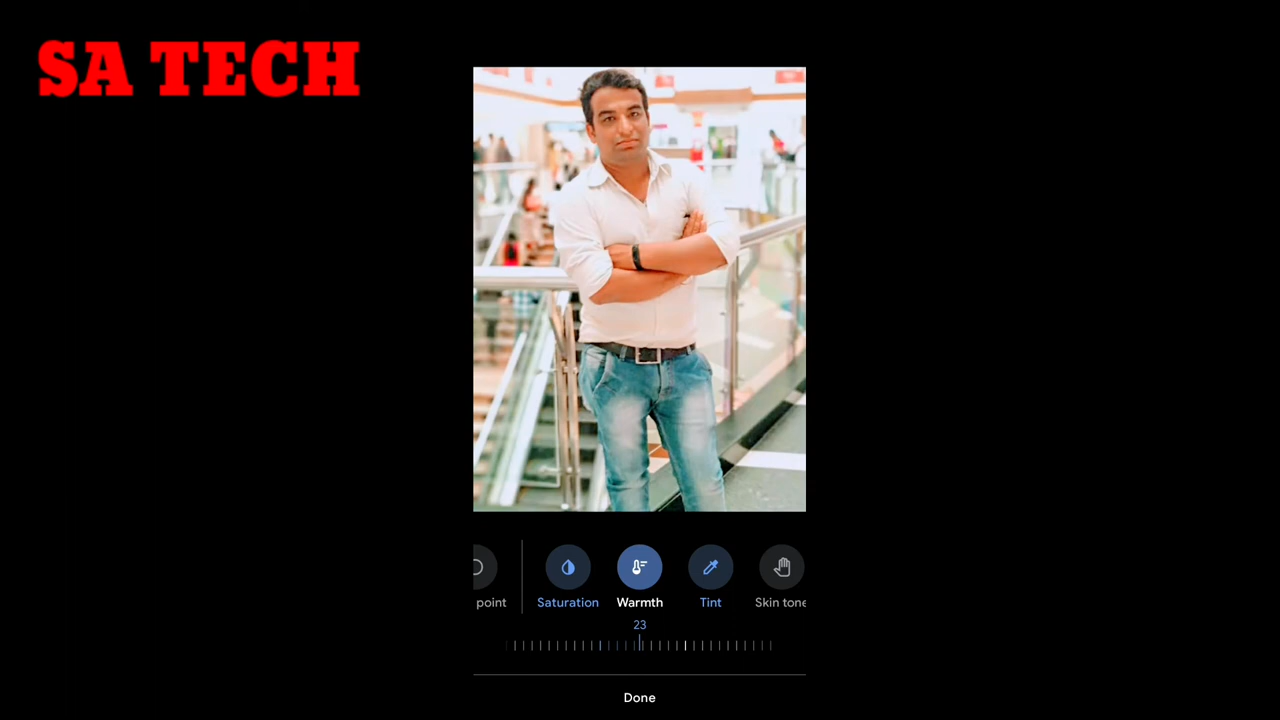 SA TECH
point
Saturation
Warmth
Tint
Skin tone
23
Done